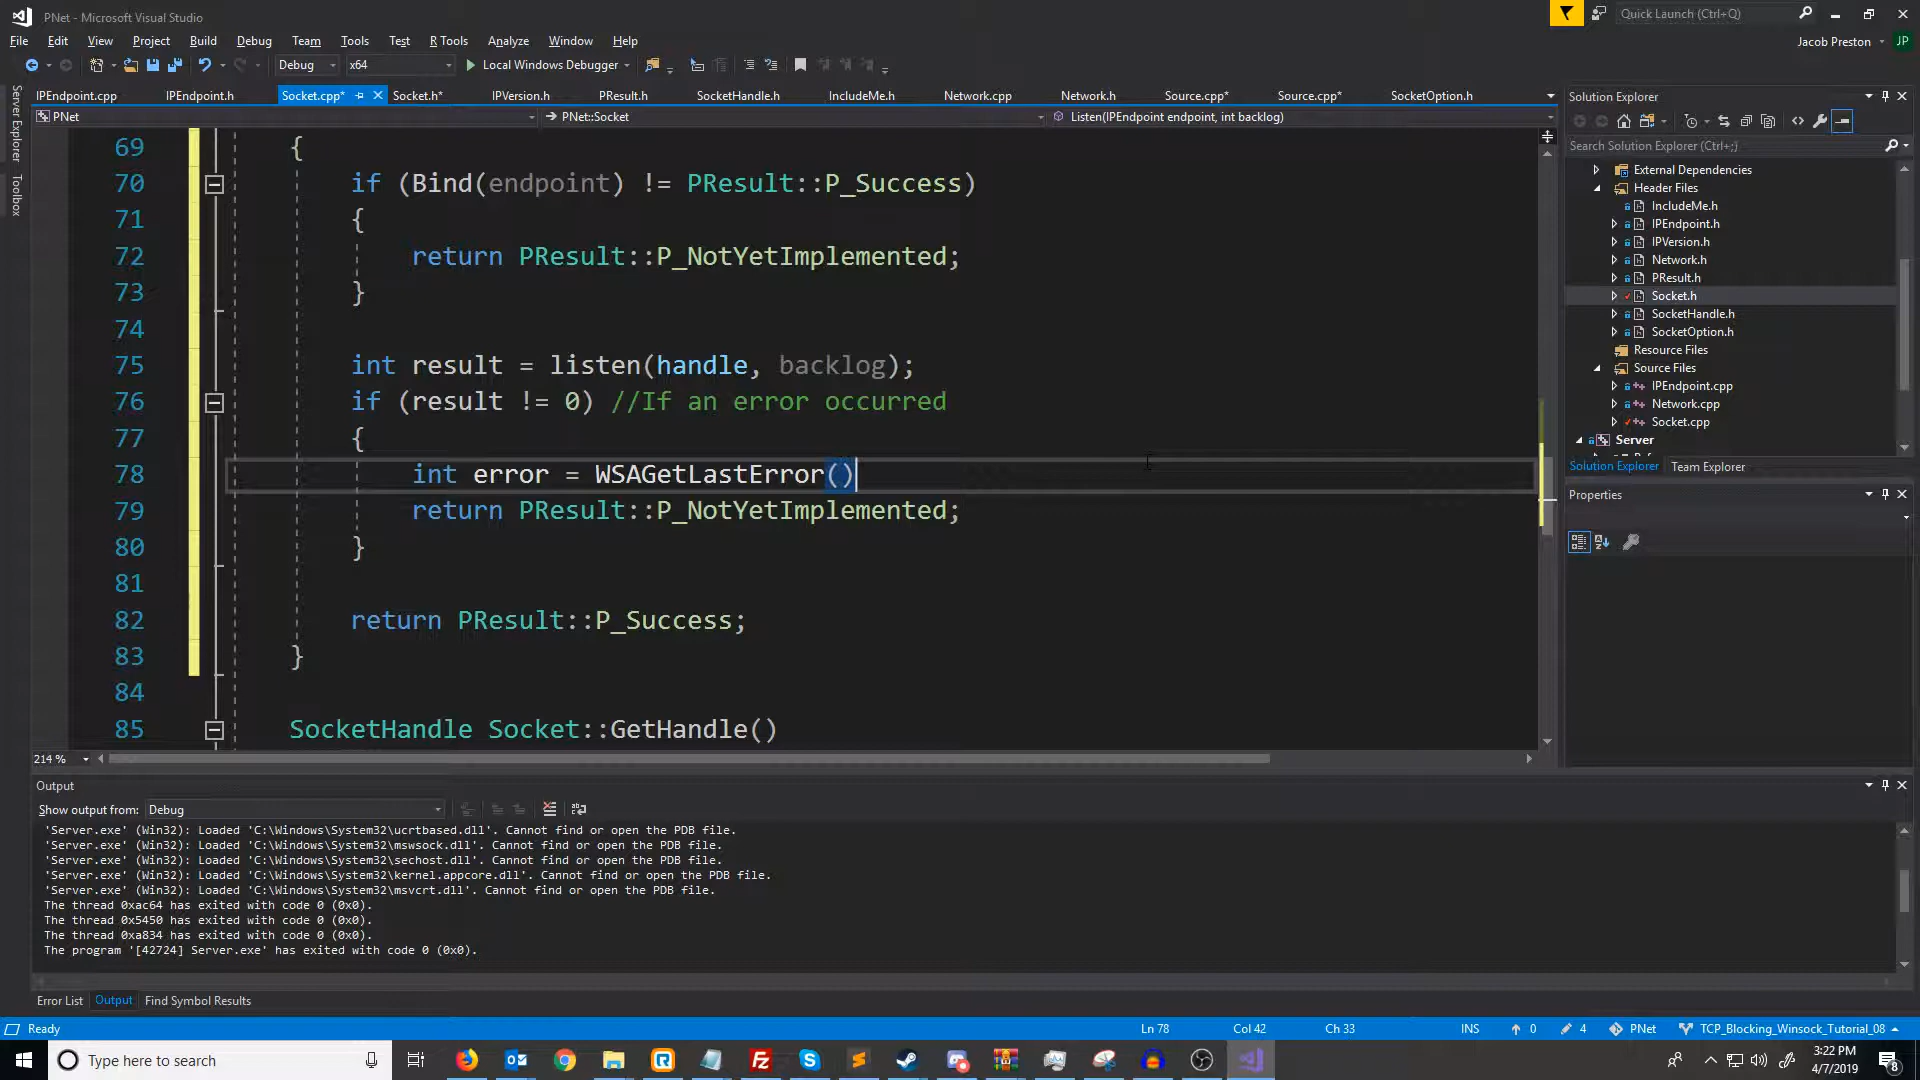 PNet - Microsoft Visual Studio
Quick Launch (Ctrl+Q)
File Edit View Project Build Debug Team Tools Test R Tools Analyze Window Help
Jacob Preston JP
Debug x64 Local Windows Debugger
IPEndpoint.cpp IPEndpoint.h Socket.cpp* Socket.h* IPVersion.h PResult.h SocketHandle.h IncludeMe.h Network.cpp Network.h Source.cpp* Source.cpp* SocketOption.h
PNet PNet::Socket Listen(IPEndpoint endpoint, int backlog)
Server Explorer
Toolbox
69 {
70 if (Bind(endpoint) != PResult::P_Success)
71 {
72 return PResult::P_NotYetImplemented;
73 }
74
75 int result = listen(handle, backlog);
76 if (result != 0) //If an error occurred
77 {
78 int error = WSAGetLastError()
79 return PResult::P_NotYetImplemented;
80 }
81
82 return PResult::P_Success;
83 }
84
85 SocketHandle Socket::GetHandle()
214 %
Solution Explorer
Search Solution Explorer (Ctrl+;)
External Dependencies
Header Files
IncludeMe.h
IPEndpoint.h
IPVersion.h
Network.h
PResult.h
Socket.h
SocketHandle.h
SocketOption.h
Resource Files
Source Files
IPEndpoint.cpp
Network.cpp
Socket.cpp
Server
Solution Explorer Team Explorer
Properties
Output
Show output from: Debug
'Server.exe' (Win32): Loaded 'C:\Windows\System32\ucrtbased.dll'. Cannot find or open the PDB file.
'Server.exe' (Win32): Loaded 'C:\Windows\System32\mswsock.dll'. Cannot find or open the PDB file.
'Server.exe' (Win32): Loaded 'C:\Windows\System32\sechost.dll'. Cannot find or open the PDB file.
'Server.exe' (Win32): Loaded 'C:\Windows\System32\kernel.appcore.dll'. Cannot find or open the PDB file.
'Server.exe' (Win32): Loaded 'C:\Windows\System32\msvcrt.dll'. Cannot find or open the PDB file.
The thread 0xac64 has exited with code 0 (0x0).
The thread 0x5450 has exited with code 0 (0x0).
The thread 0xa834 has exited with code 0 (0x0).
The program '[42724] Server.exe' has exited with code 0 (0x0).
Error List Output Find Symbol Results
Ready Ln 78 Col 42 Ch 33 INS 0 4 PNet TCP_Blocking_Winsock_Tutorial_08
Type here to search
3:22 PM
4/7/2019
8